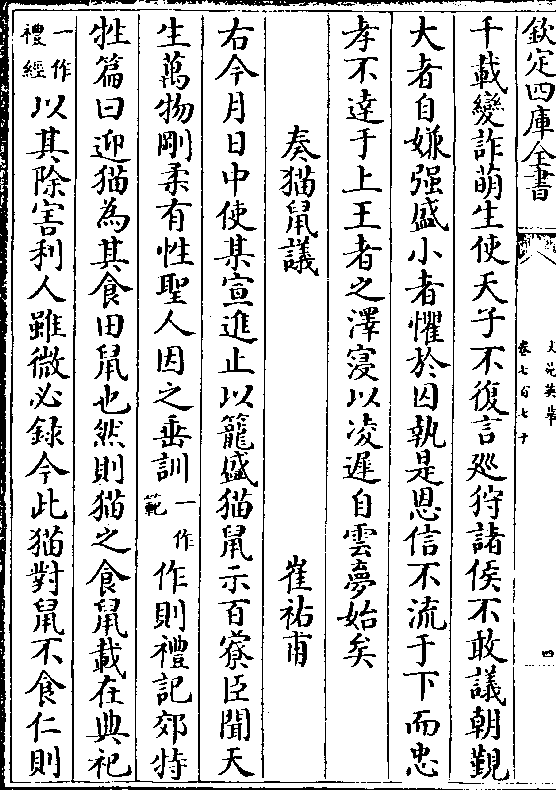 欽定四庫全書
文苑英華
卷七百七十
四
千載變詐萌生使天子不復言廵狩諸侯不敢議朝覲
大者自嫌强盛小者懼於囚執是恩信不流于下而忠
孝不達于上王者之澤寖以凌遲自雲夢始矣
奏猫鼠議　崔祐甫
右今月日中使某宣進止以籠盛猫鼠示百寮臣聞天
生萬物剛柔有性聖人因之垂訓一作範作則禮記郊特
牲篇曰迎猫為其食田鼠也然則猫之食鼠載在典祀
一作禮經以其除害利人雖微必録今此猫對鼠不食仁則